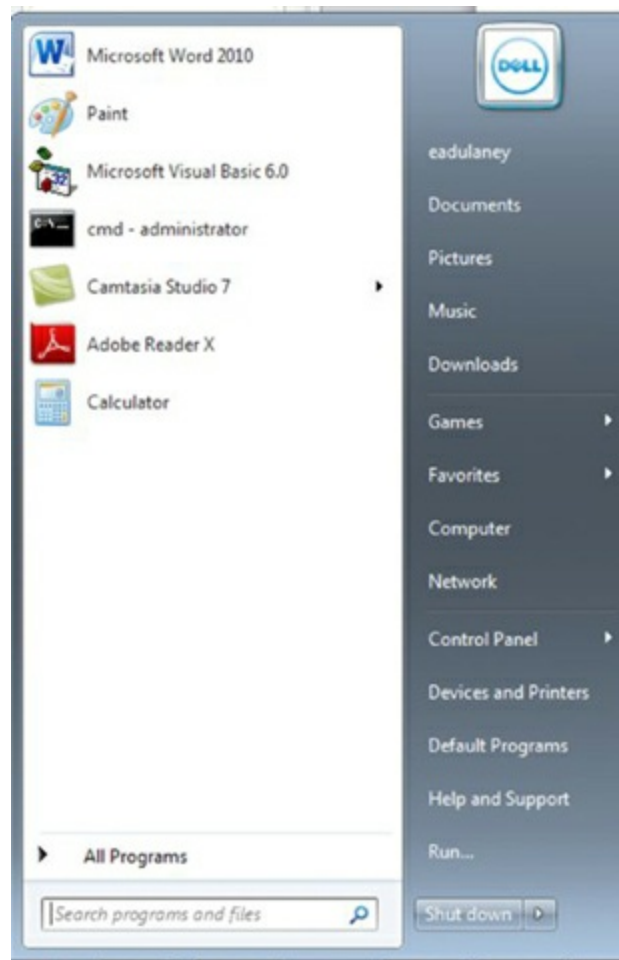 Microsoft Word 2010
Paint
Microsoft Visual Basic 6.0
cmd - administrator
Camtasia Studio 7
Adobe Reader X
Calculator
All Programs
Search programs and files
DELL
eadulaney
Documents
Pictures
Music
Downloads
Games
Favorites
Computer
Network
Control Panel
Devices and Printers
Default Programs
Help and Support
Run...
Shut down